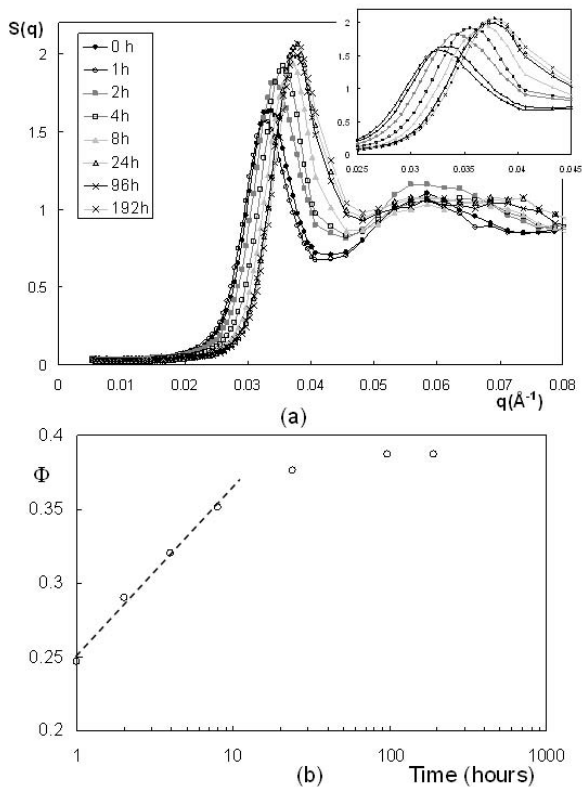 S(q)
2.5
2
1.5
1
0.5
0
0 h
1h
2h
4h
8h
24h
96h
192h
2
1.5
1
0.5
0
0.025
0.03
0.035
0.04
0.045
0
0.01
0.02
0.03
0.04
0.05
0.06
0.07
0.08
q(Å⁻¹)
(a)
0.4
Φ
0.35
0.3
0.25
0.2
1
10
100
1000
(b)
Time (hours)